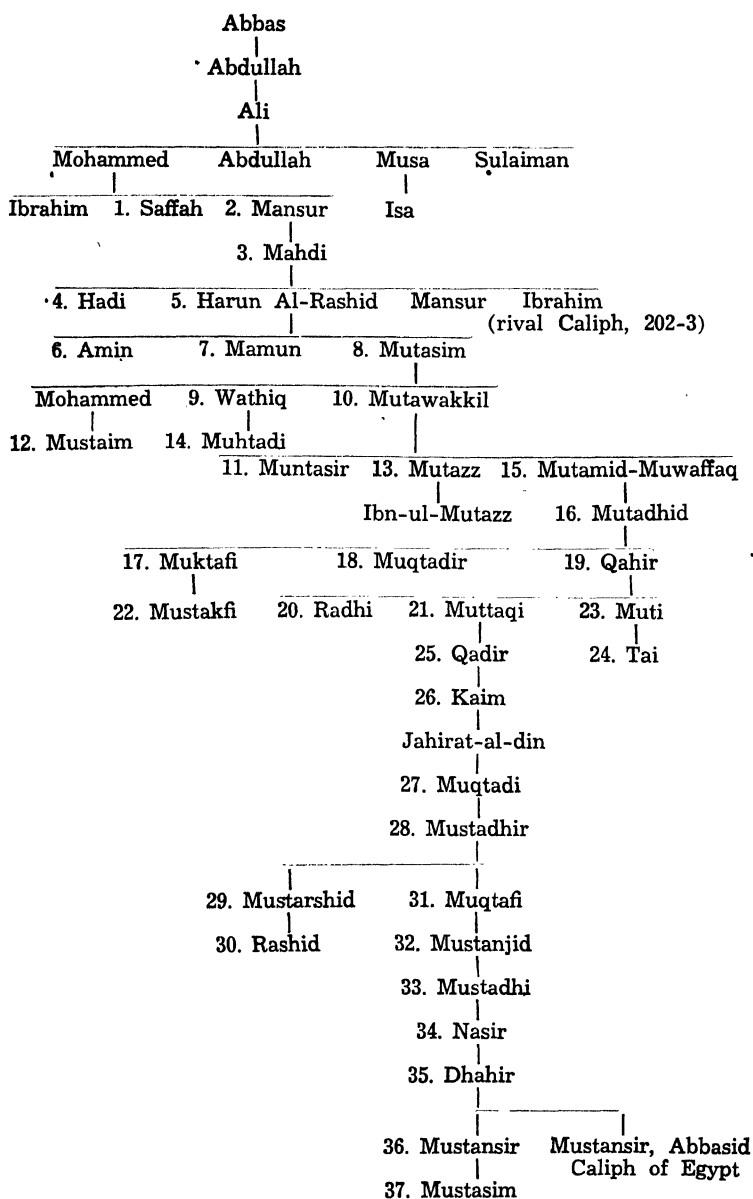 Abbas
Abdullah
Ali
Mohammed Abdullah Musa Sulaiman
Ibrahim 1. Saffah 2. Mansur Isa
3. Mahdi
4. Hadi 5. Harun Al-Rashid Mansur Ibrahim
(rival Caliph, 202-3)
6. Amin 7. Mamun 8. Mutasim
Mohammed 9. Wathiq 10. Mutawakkil
12. Mustaim 14. Muhtadi
11. Muntasir 13. Mutazz 15. Mutamid-Muwaffaq
Ibn-ul-Mutazz 16. Mutadhid
17. Muktafi 18. Muqtadir 19. Qahir
22. Mustakfi 20. Radhi 21. Muttaqi 23. Muti
25. Qadir 24. Tai
26. Kaim
Jahirat-al-din
27. Muqtadi
28. Mustadhir
29. Mustarshid 31. Muqtafi
30. Rashid 32. Mustanjid
33. Mustadhi
34. Nasir
35. Dhahir
36. Mustansir Mustansir, Abbasid
Caliph of Egypt
37. Mustasim